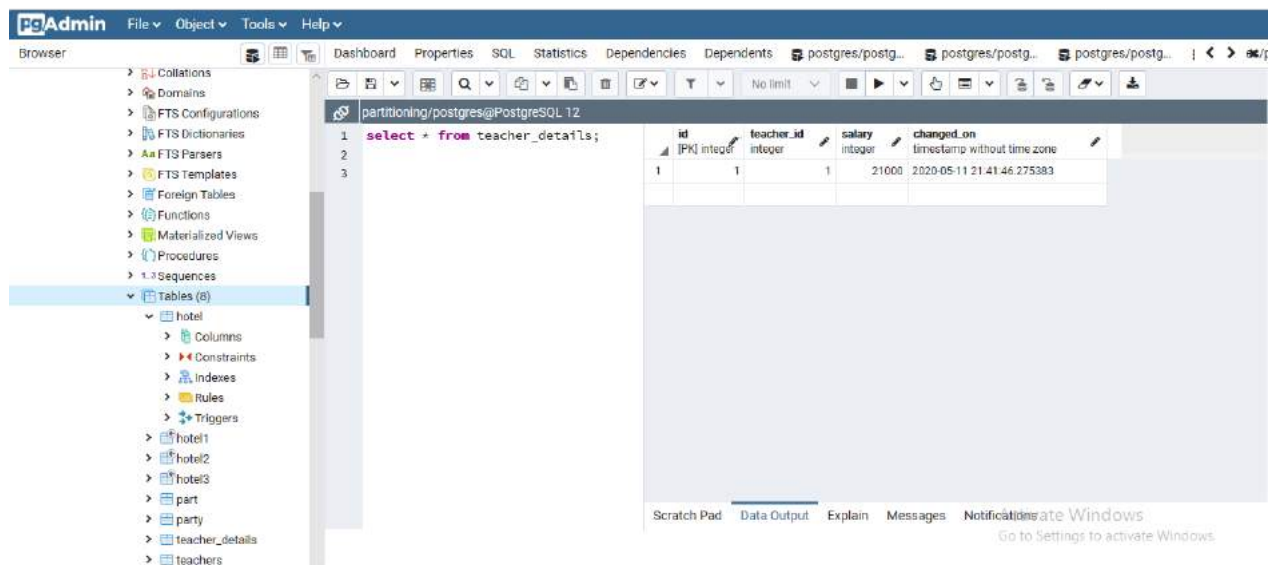 PgAdmin File Object Tools Help
Browser Dashboard Properties SQL Statistics Dependencies Dependents postgres/postg... postgres/postg... postgres/postg...
Collations
Domains No limit
FTS Configurations partitioning/postgres@PostgreSQL 12
FTS Dictionaries
FTS Parsers
FTS Templates
Foreign Tables
Functions
Materialized Views
Procedures
1..3 Sequences
Tables (8)
hotel
Columns
Constraints
Indexes
Rules
Triggers
hotel1
hotel2
hotel3
part
party
teacher_details
teachers
1 select * from teacher_details;
2
3
id teacher_id salary changed_on
[PK] integer integer integer timestamp without time zone
1 1 1 21000 2020-05-11 21:41:46.275383
Scratch Pad Data Output Explain Messages Notifications
Activate Windows
Go to Settings to activate Windows.